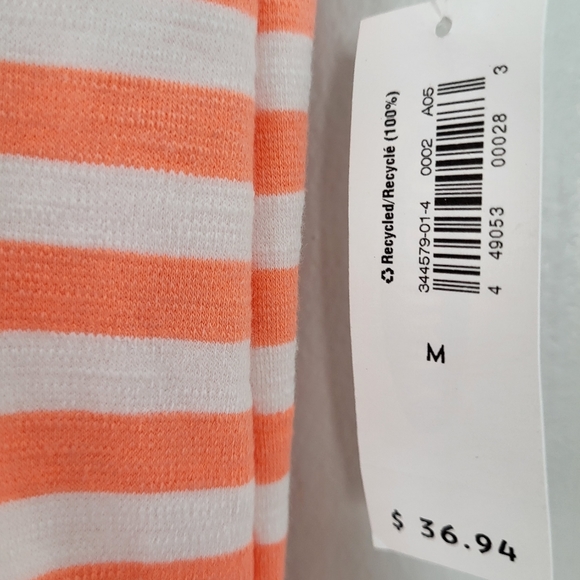 Recycled/Recyclé (100%)
344579-01-4 0002 A05
4 49053 00028 3
M
$ 36.94